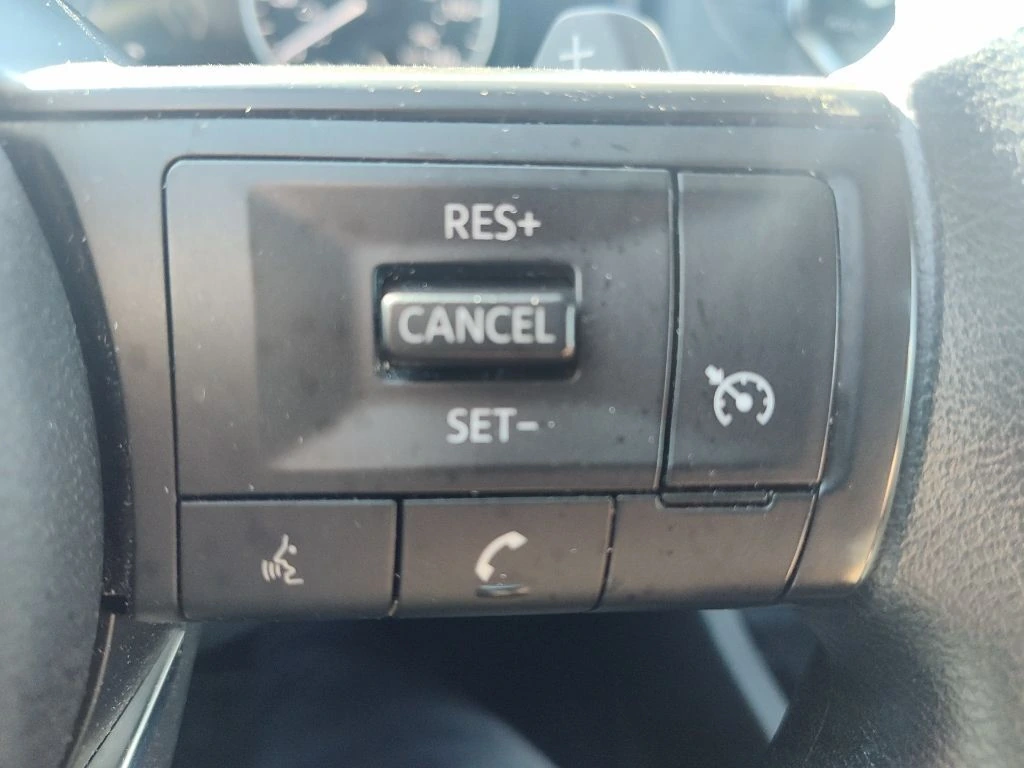 +
RES+
CANCEL
SET-